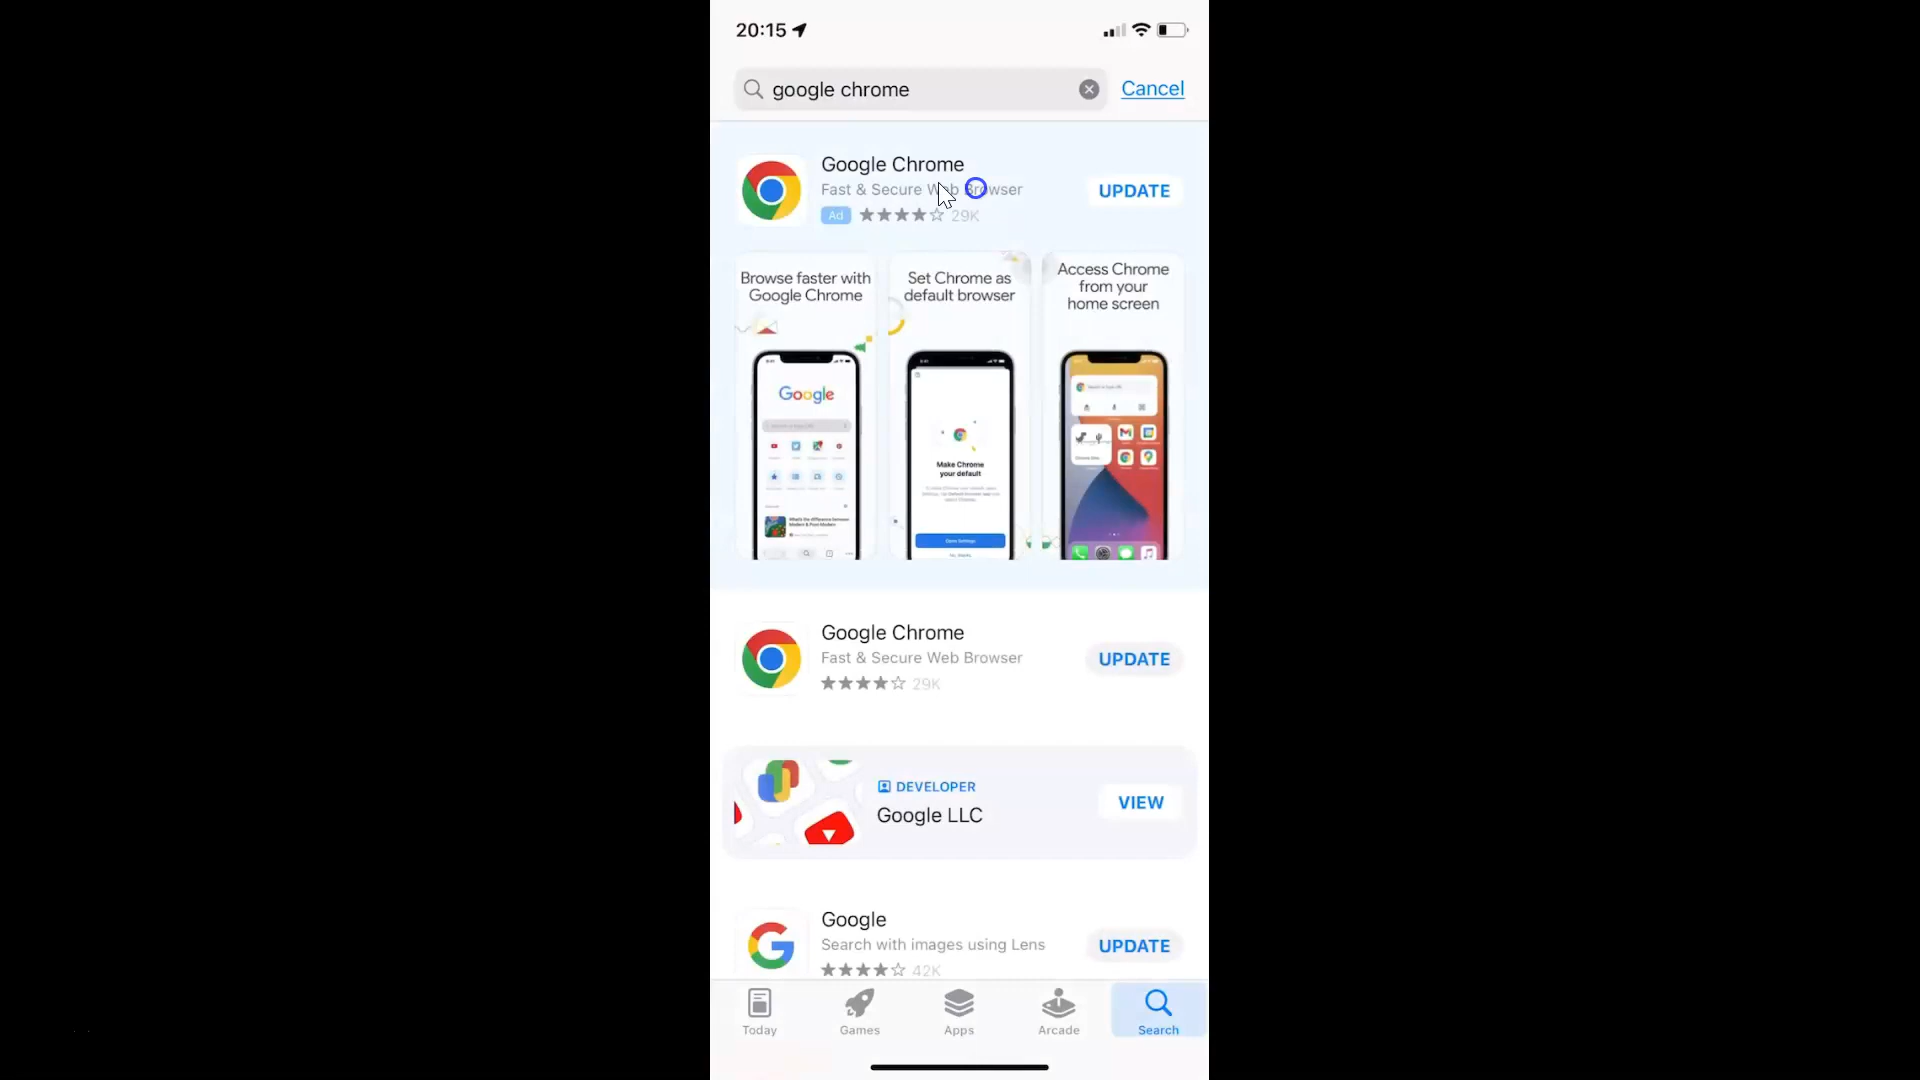 20:15
google chrome
Cancel
Google Chrome
Fast & Secure Web Browser
UPDATE
Ad
29K
Browse faster with
Google Chrome
Set Chrome as
default browser
Access Chrome
from your
home screen
Google
Make Chrome
your default
Google Chrome
Fast & Secure Web Browser
UPDATE
29K
DEVELOPER
Google LLC
VIEW
Google
Search with images using Lens
UPDATE
42K
Today
Games
Apps
Arcade
Search